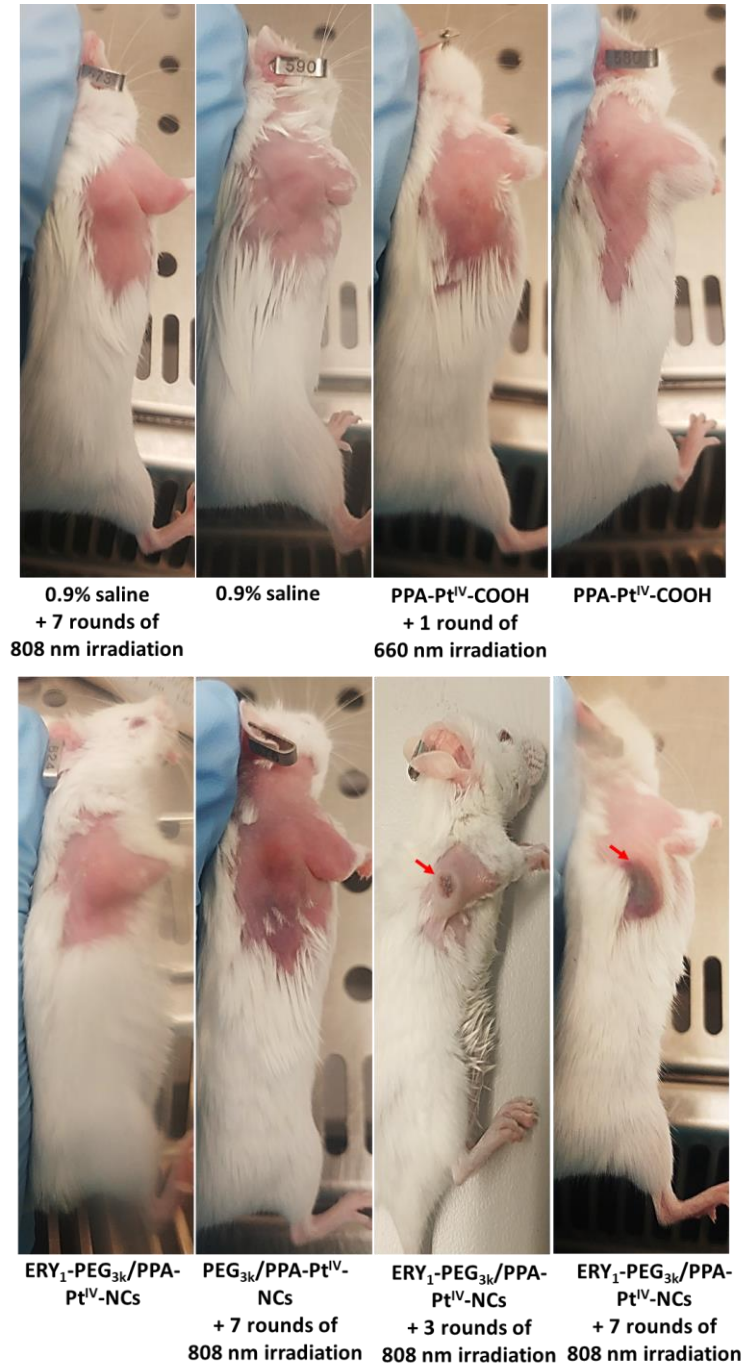 590
0.9% saline
+ 7 rounds of
808 nm irradiation
0.9% saline
PPA-Ptᴵⱽ-COOH
+ 1 round of
660 nm irradiation
PPA-Ptᴵⱽ-COOH
ERY₁-PEG₃ₖ/PPA-
Ptᴵⱽ-NCs
PEG₃ₖ/PPA-Ptᴵⱽ-
NCs
+ 7 rounds of
808 nm irradiation
ERY₁-PEG₃ₖ/PPA-
Ptᴵⱽ-NCs
+ 3 rounds of
808 nm irradiation
ERY₁-PEG₃ₖ/PPA-
Ptᴵⱽ-NCs
+ 7 rounds of
808 nm irradiation